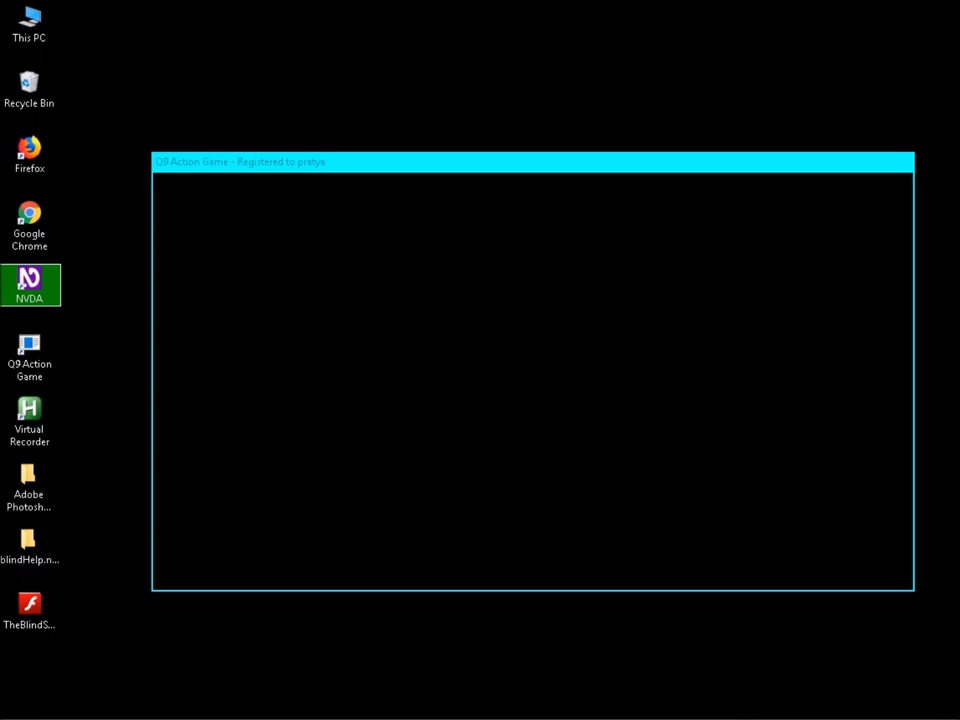 This PC
Recycle Bin
Firefox
Google
Chrome
NVDA
Q9 Action
Game
Virtual
Recorder
Adobe
Photosh...
blindHelp.n...
TheBlindS...
Q9 Action Game - Registered to pratya